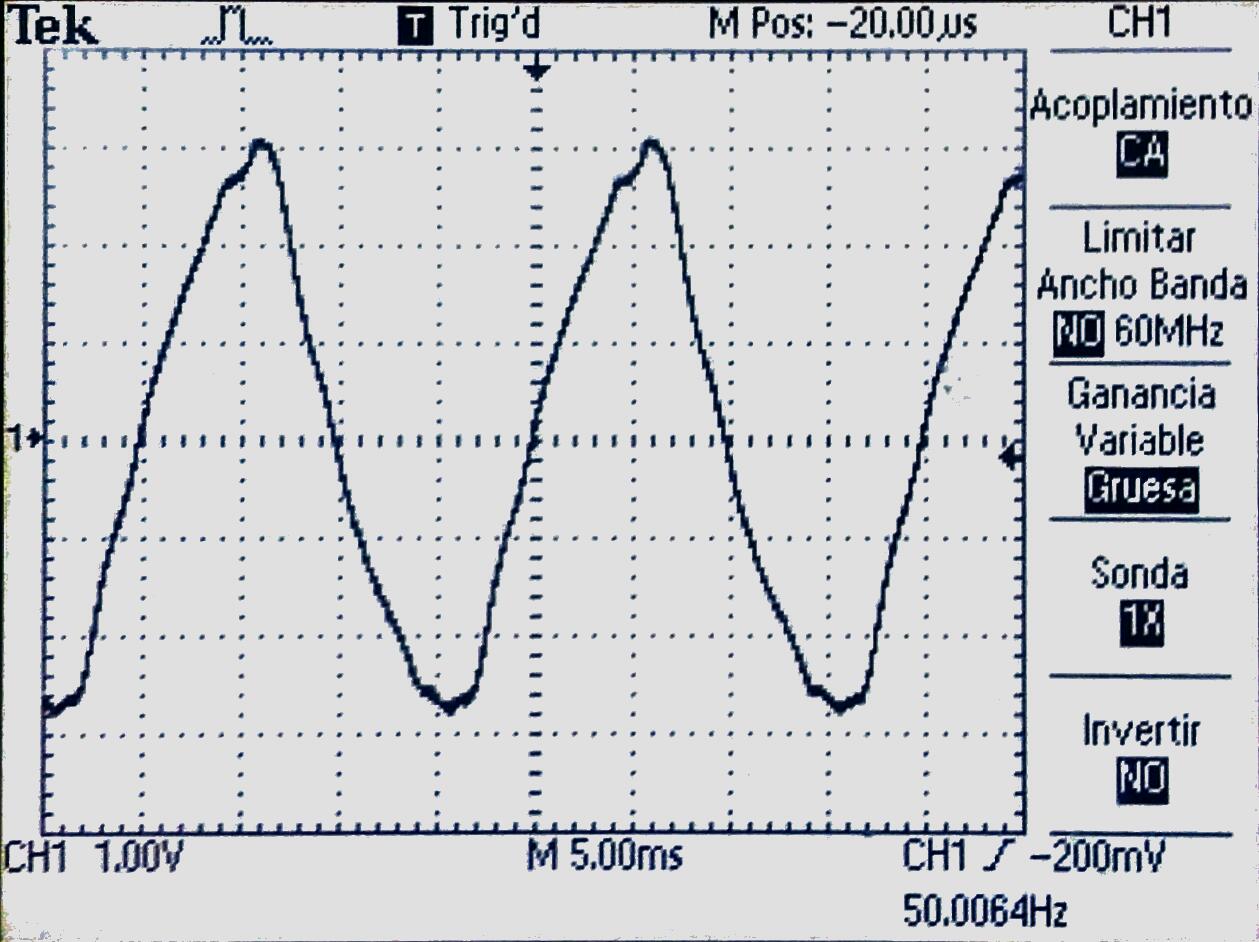 Tek T Trig'd M Pos: -20.00µs CH1
Acoplamiento
CA
Limitar
Ancho Banda
NO 60MHz
Ganancia
Variable
Gruesa
Sonda
1X
Invertir
NO
1
CH1 1.00V M 5.00ms CH1 -200mV
50.0064Hz